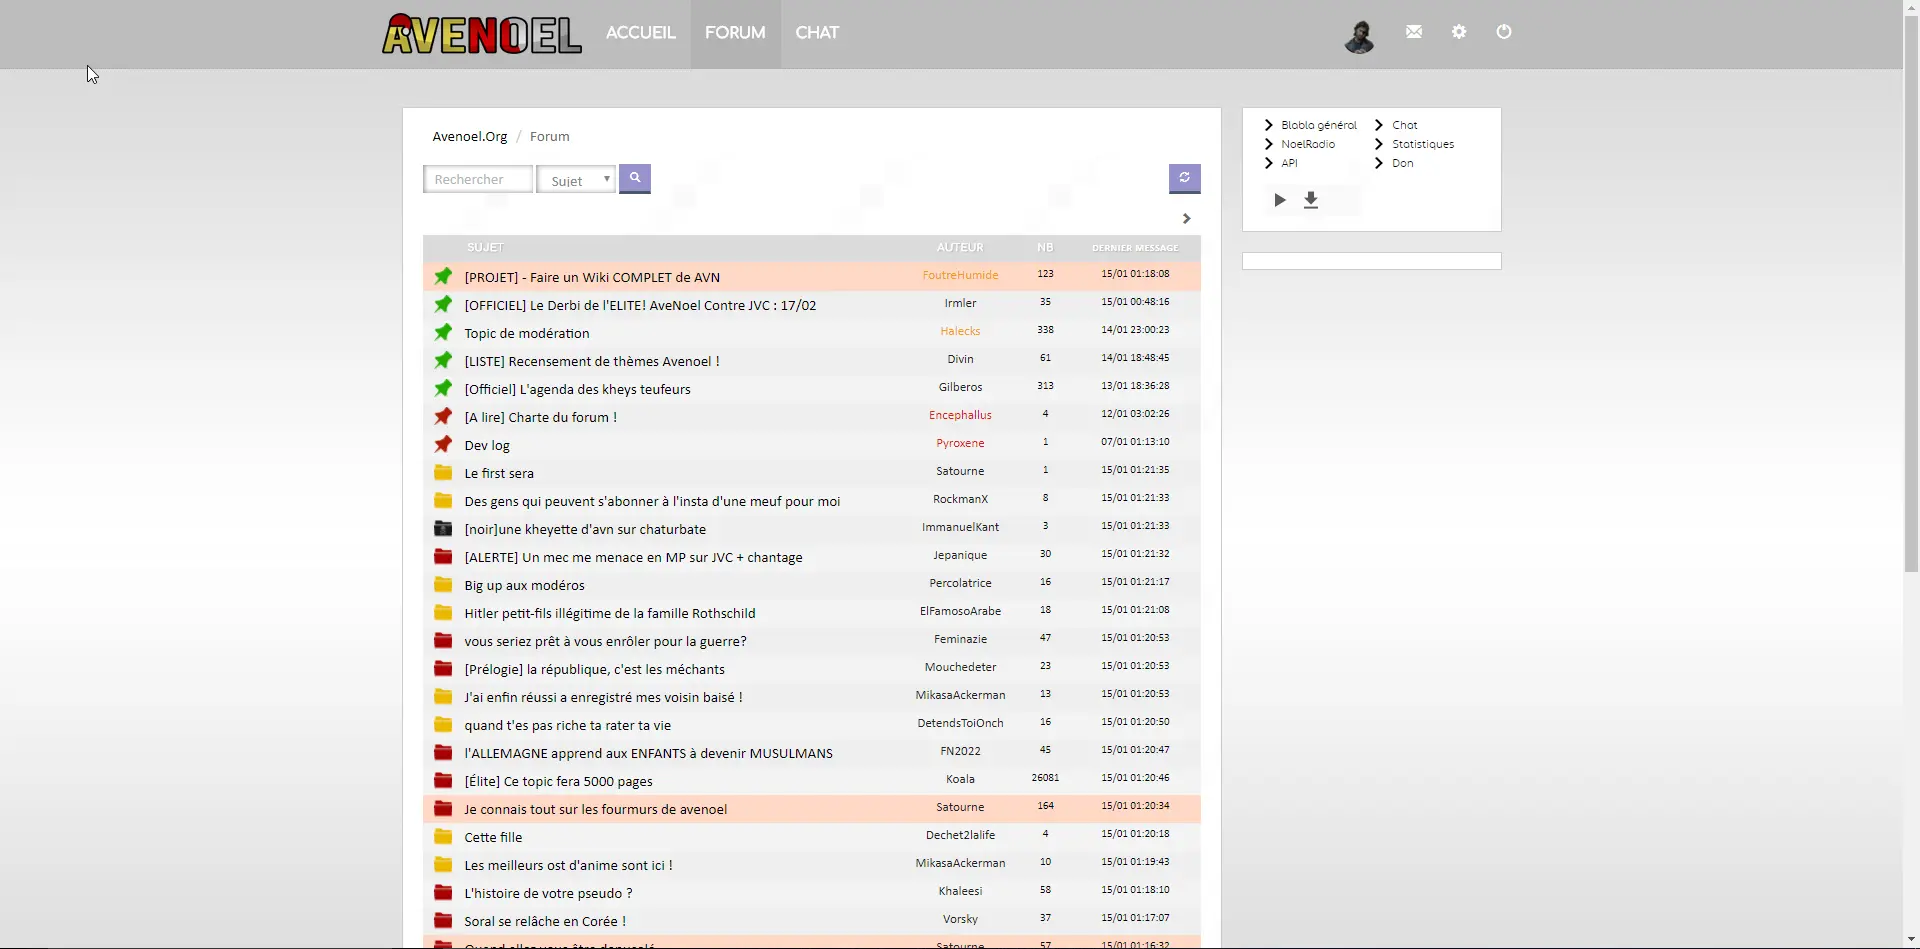 AVENOEL ACCUEIL FORUM CHAT
Avenoel.Org / Forum
Rechercher Sujet
Blabla général Chat
NoelRadio Statistiques
API Don
SUJET AUTEUR NB DERNIER MESSAGE
[PROJET] - Faire un Wiki COMPLET de AVN FoutreHumide 123 15/01 01:18:08
[OFFICIEL] Le Derbi de l'ELITE! AveNoel Contre JVC : 17/02 Irmler 35 15/01 00:48:16
Topic de modération Halecks 338 14/01 23:00:23
[LISTE] Recensement de thèmes Avenoel ! Divin 61 14/01 18:48:45
[Officiel] L'agenda des kheys teufeurs Gilberos 313 13/01 18:36:28
[A lire] Charte du forum ! Encephallus 4 12/01 03:02:26
Dev log Pyroxene 1 07/01 01:13:10
Le first sera Satourne 1 15/01 01:21:35
Des gens qui peuvent s'abonner à l'insta d'une meuf pour moi RockmanX 8 15/01 01:21:33
[noir]une kheyette d'avn sur chaturbate ImmanuelKant 3 15/01 01:21:33
[ALERTE] Un mec me menace en MP sur JVC + chantage Jepanique 30 15/01 01:21:32
Big up aux modéros Percolatrice 16 15/01 01:21:17
Hitler petit-fils illégitime de la famille Rothschild ElFamosoArabe 18 15/01 01:21:08
vous seriez prêt à vous enrôler pour la guerre? Feminazie 47 15/01 01:20:53
[Prélogie] la république, c'est les méchants Mouchedeter 23 15/01 01:20:53
J'ai enfin réussi a enregistré mes voisin baisé ! MikasaAckerman 13 15/01 01:20:53
quand t'es pas riche ta rater ta vie DetendsToiOnch 16 15/01 01:20:50
l'ALLEMAGNE apprend aux ENFANTS à devenir MUSULMANS FN2022 45 15/01 01:20:47
[Élite] Ce topic fera 5000 pages Koala 26081 15/01 01:20:46
Je connais tout sur les fourmurs de avenoel Satourne 164 15/01 01:20:34
Cette fille Dechet2lalife 4 15/01 01:20:18
Les meilleurs ost d'anime sont ici ! MikasaAckerman 10 15/01 01:19:43
L'histoire de votre pseudo ? Khaleesi 58 15/01 01:18:10
Soral se relâche en Corée ! Vorsky 37 15/01 01:17:07
Satourne 57 15/01 01:16:32